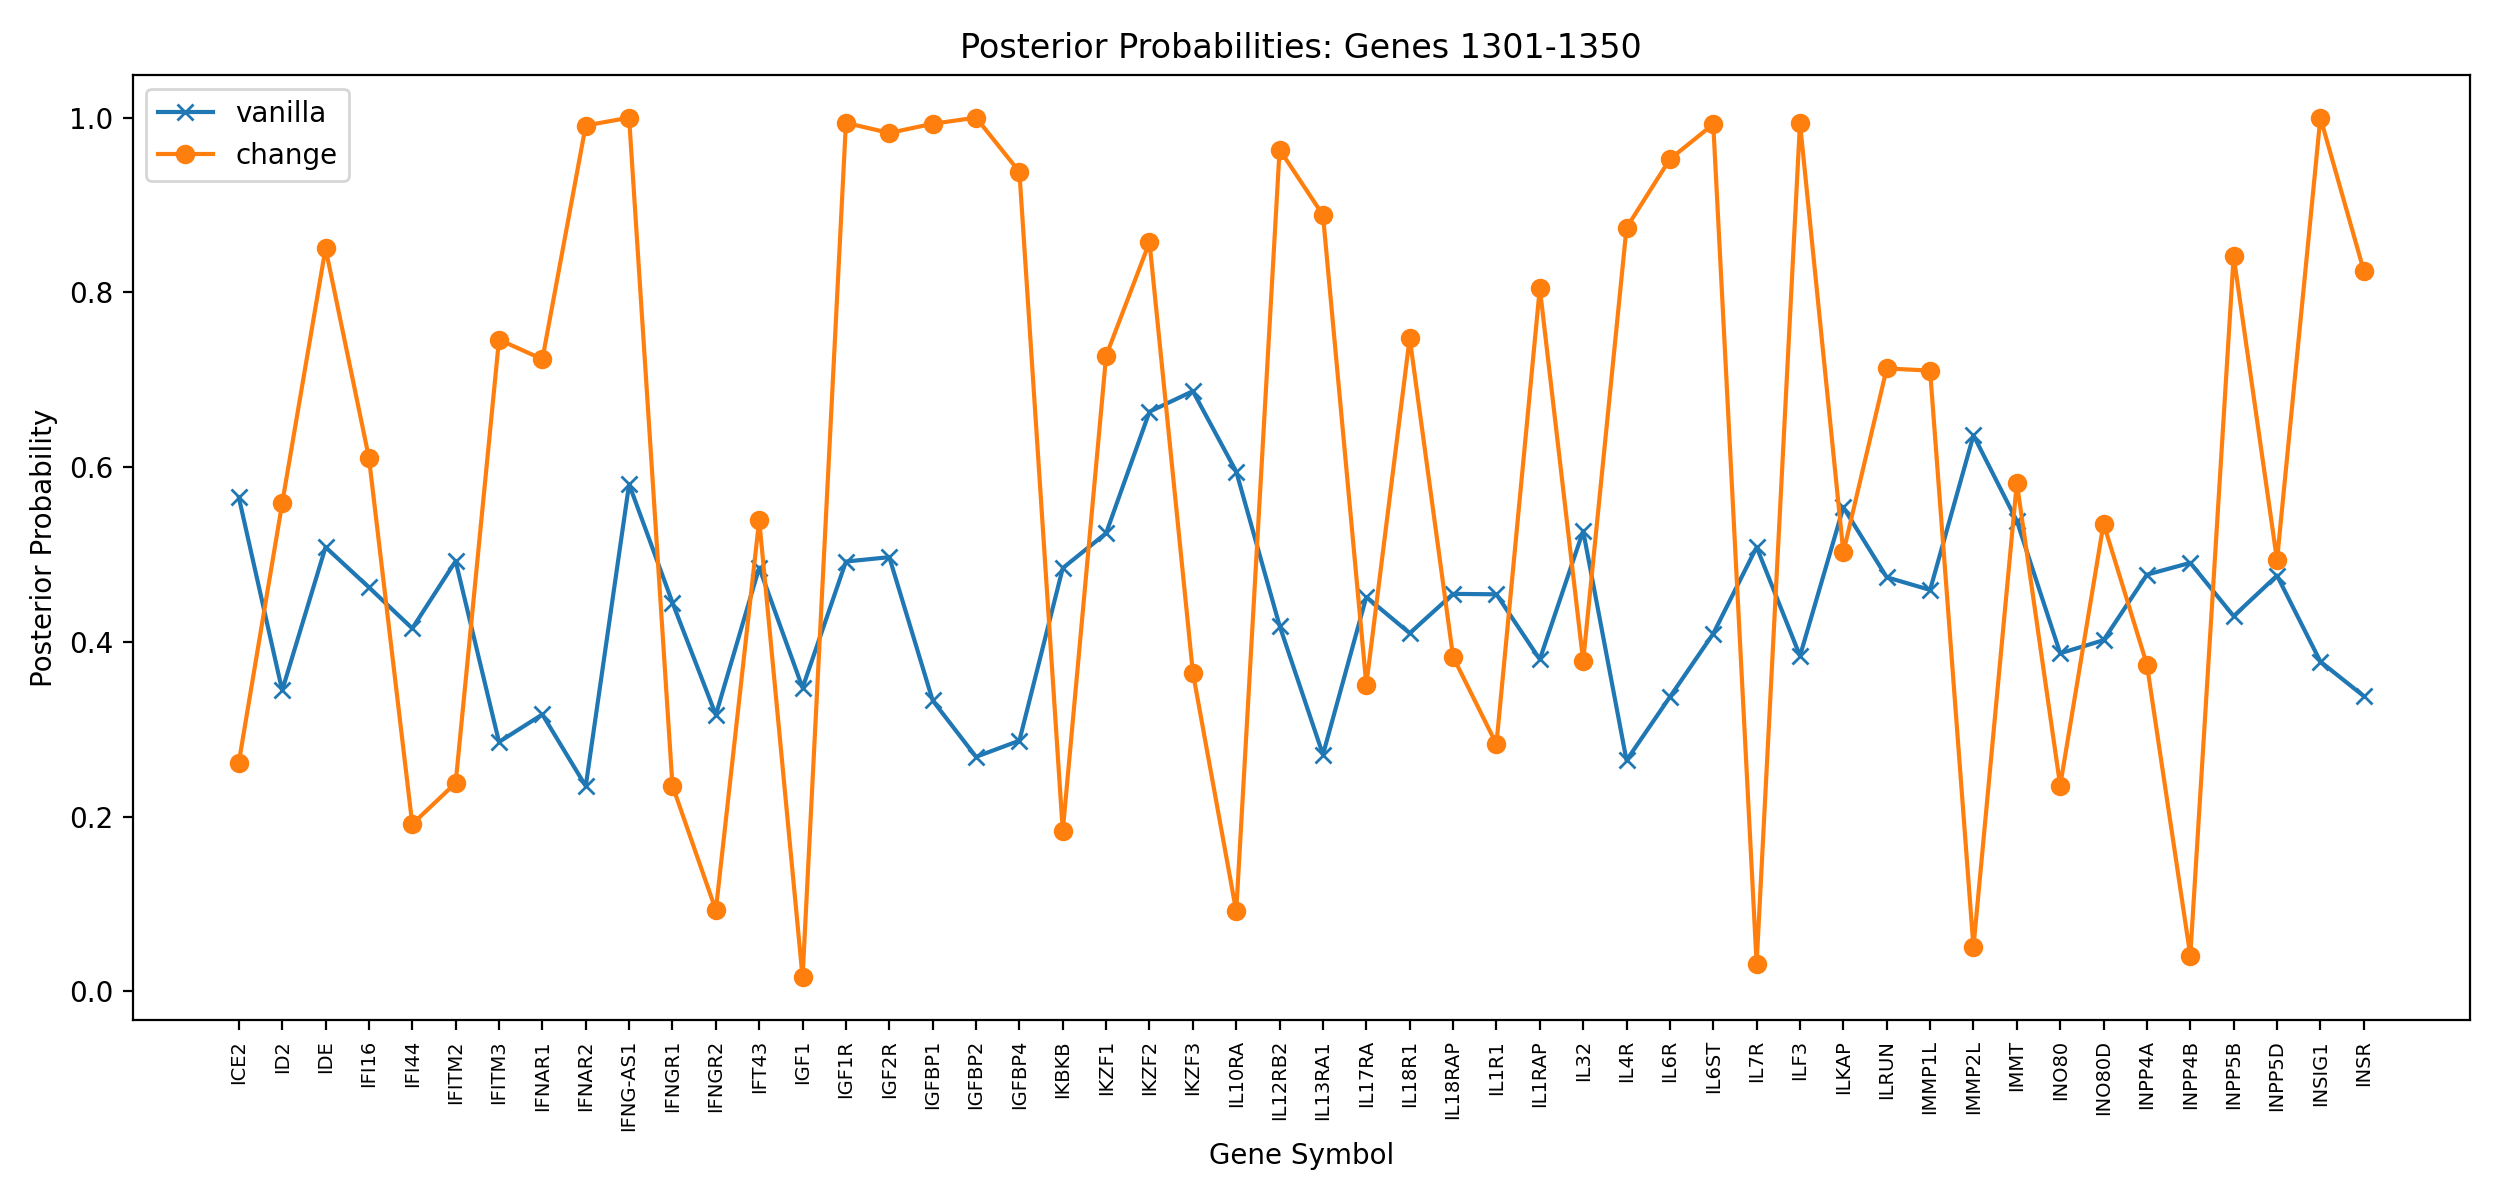 Posterior Probabilities: Genes 1301-1350
vanilla
change
1.0
0.8
0.6
0.4
0.2
0.0
Posterior Probability
ICE2
ID2
IDE
IFI16
IFI44
IFITM2
IFITM3
IFNAR1
IFNAR2
IFNG-AS1
IFNGR1
IFNGR2
IFT43
IGF1
IGF1R
IGF2R
IGFBP1
IGFBP2
IGFBP4
IKBKB
IKZF1
IKZF2
IKZF3
IL10RA
IL12RB2
IL13RA1
IL17RA
IL18R1
IL18RAP
IL1R1
IL1RAP
IL32
IL4R
IL6R
IL6ST
IL7R
ILF3
ILKAP
ILRUN
IMMP1L
IMMP2L
IMMT
INO80
INO80D
INPP4A
INPP4B
INPP5B
INPP5D
INSIG1
INSR
Gene Symbol